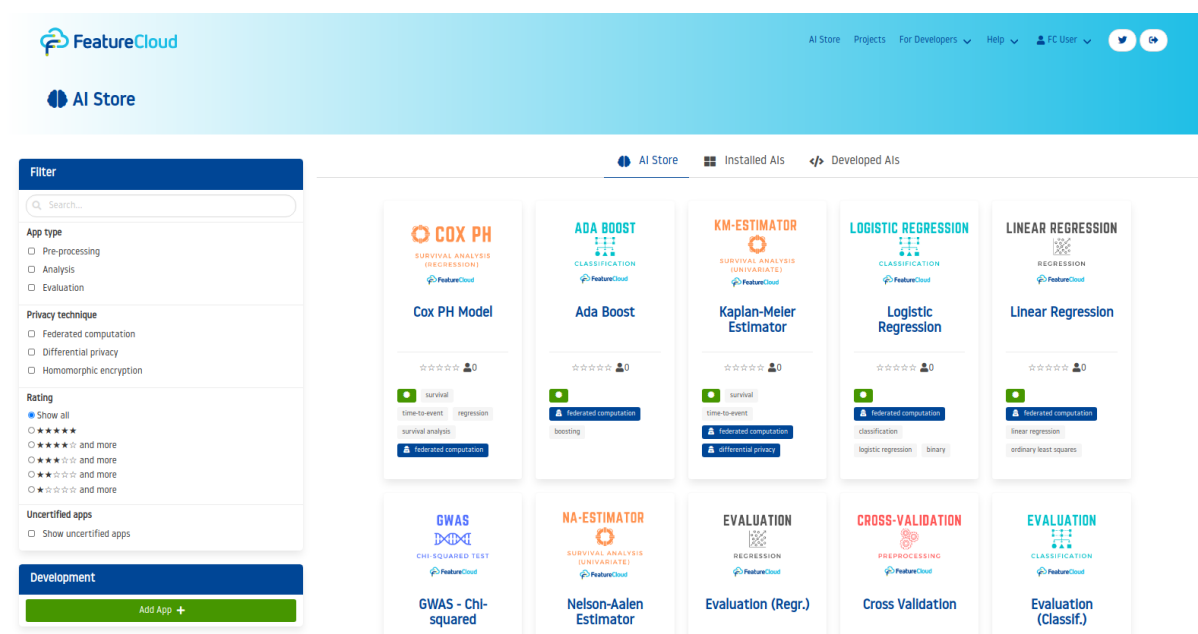 FeatureCloud
AI Store Projects For Developers Help FC User
AI Store
Filter
Search...
App type
Pre-processing
Analysis
Evaluation
Privacy technique
Federated computation
Differential privacy
Homomorphic encryption
Rating
Show all
★★★★★
★★★★☆ and more
★★★☆☆ and more
★★☆☆☆ and more
★☆☆☆☆ and more
Uncertified apps
Show uncertified apps
Development
Add App +
AI Store Installed AIs </> Developed AIs
COX PH
SURVIVAL ANALYSIS
(REGRESSION)
FeatureCloud
Cox PH Model
☆☆☆☆☆ 0
survival
time-to-event regression
survival analysis
federated computation
ADA BOOST
CLASSIFICATION
FeatureCloud
Ada Boost
☆☆☆☆☆ 0
federated computation
boosting
KM-ESTIMATOR
SURVIVAL ANALYSIS
(UNIVARIATE)
FeatureCloud
Kaplan-Meier
Estimator
☆☆☆☆☆ 0
survival
time-to-event
federated computation
differential privacy
LOGISTIC REGRESSION
CLASSIFICATION
FeatureCloud
Logistic
Regression
☆☆☆☆☆ 0
federated computation
classification
logistic regression binary
LINEAR REGRESSION
REGRESSION
FeatureCloud
Linear Regression
☆☆☆☆☆ 0
federated computation
linear regression
ordinary least squares
GWAS
CHI-SQUARED TEST
FeatureCloud
GWAS - Chi-
squared
NA-ESTIMATOR
SURVIVAL ANALYSIS
(UNIVARIATE)
FeatureCloud
Nelson-Aalen
Estimator
EVALUATION
REGRESSION
FeatureCloud
Evaluation (Regr.)
CROSS-VALIDATION
PREPROCESSING
FeatureCloud
Cross Validation
EVALUATION
CLASSIFICATION
FeatureCloud
Evaluation
(Classif.)